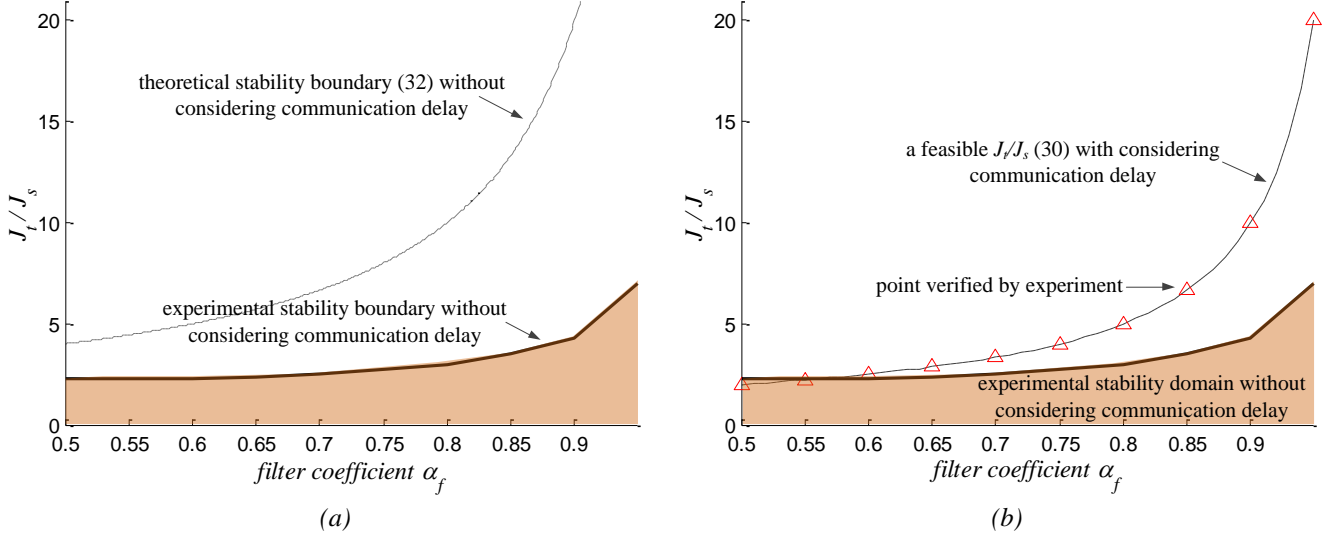 20
15
10
5
0
J_t / J_s
theoretical stability boundary (32) without
considering communication delay
experimental stability boundary without
considering communication delay
0.5 0.55 0.6 0.65 0.7 0.75 0.8 0.85 0.9
filter coefficient α_f
(a)
20
15
10
5
0
J_t / J_s
a feasible J_t/J_s (30) with considering
communication delay
point verified by experiment
experimental stability domain without
considering communication delay
0.5 0.55 0.6 0.65 0.7 0.75 0.8 0.85 0.9
filter coefficient α_f
(b)